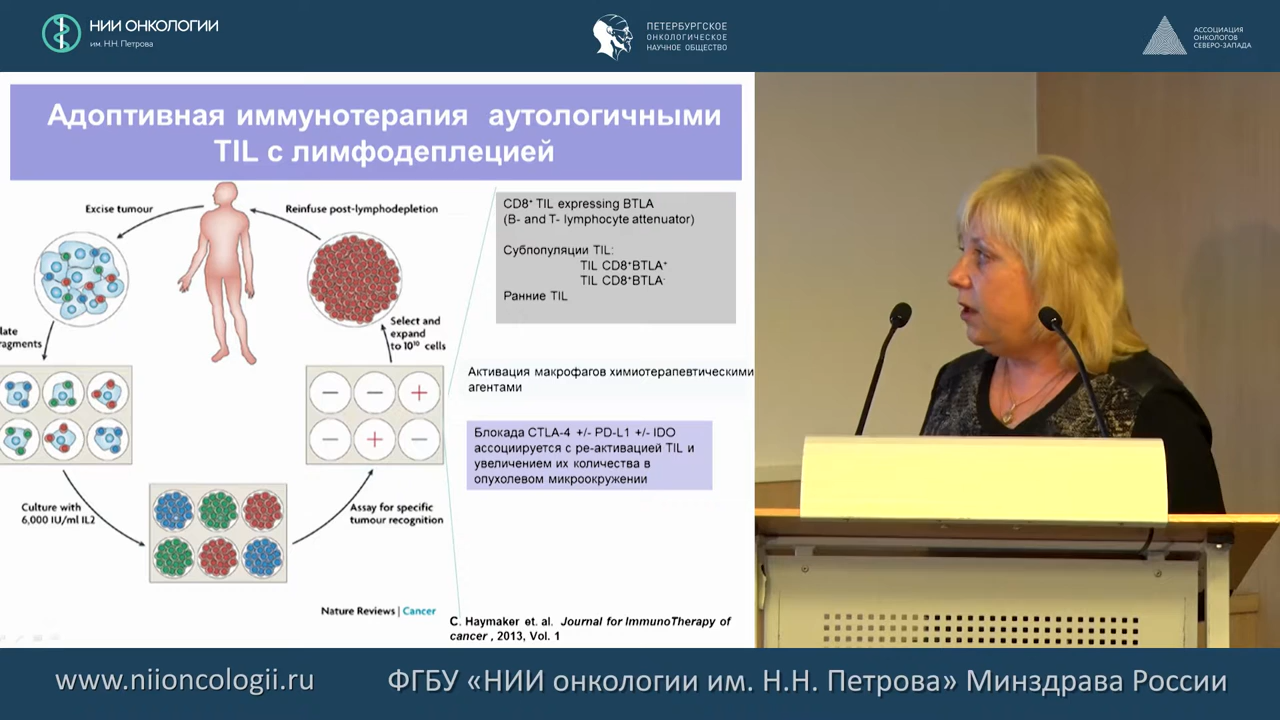 НИИ ОНКОЛОГИИ
им. Н.Н. Петрова
ПЕТЕРБУРГСКОЕ
ОНКОЛОГИЧЕСКОЕ
НАУЧНОЕ ОБЩЕСТВО
АССОЦИАЦИЯ
ОНКОЛОГОВ
СЕВЕРО-ЗАПАДА
Адоптивная иммунотерапия аутологичными
TIL с лимфодеплецией
Excise tumour
Reinfuse post-lymphodepletion
late
ragments
Select and
expand
to 10¹⁰ cells
Culture with
6,000 IU/ml IL2
Assay for specific
tumour recognition
Nature Reviews | Cancer
CD8⁺ TIL expressing BTLA
(B- and T- lymphocyte attenuator)
Субпопуляции TIL:
TIL CD8⁺BTLA⁺
TIL CD8⁺BTLA⁻
Ранние TIL
Активация макрофагов химиотерапевтическими
агентами
Блокада CTLA-4 +/- PD-L1 +/- IDO
ассоциируется с ре-активацией TIL и
увеличением их количества в
опухолевом микроокружении
C. Haymaker et. al. Journal for ImmunoTherapy of
cancer , 2013, Vol. 1
www.niioncologii.ru
ФГБУ «НИИ онкологии им. Н.Н. Петрова» Минздрава России